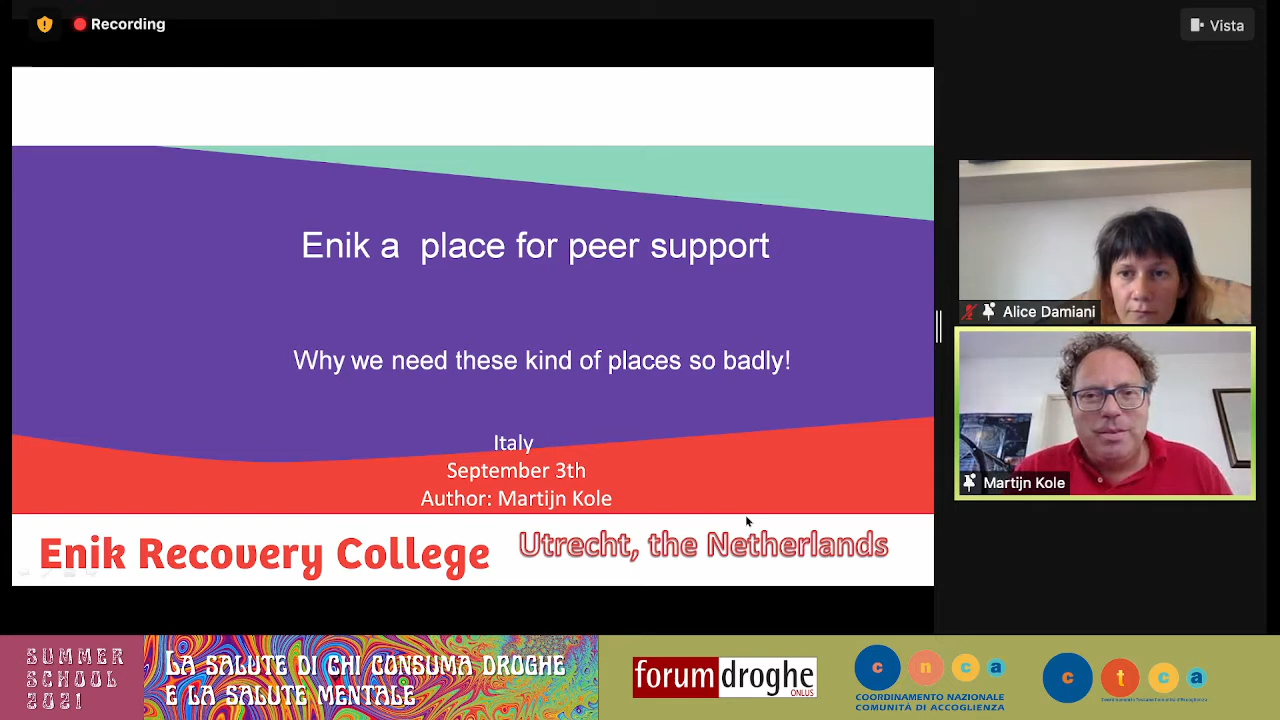 Recording
Vista
Enik a  place for peer support
Why we need these kind of places so badly!
Italy
September 3th
Author: Martijn Kole
Enik Recovery College
Utrecht, the Netherlands
Alice Damiani
Martijn Kole
SUMMER
SCHOOL
2021
LA SALUTE DI CHI CONSUMA DROGHE
E LA SALUTE MENTALE
forumdroghe
ONLUS
c n c a
COORDINAMENTO NAZIONALE
COMUNITÀ DI ACCOGLIENZA
c t c a